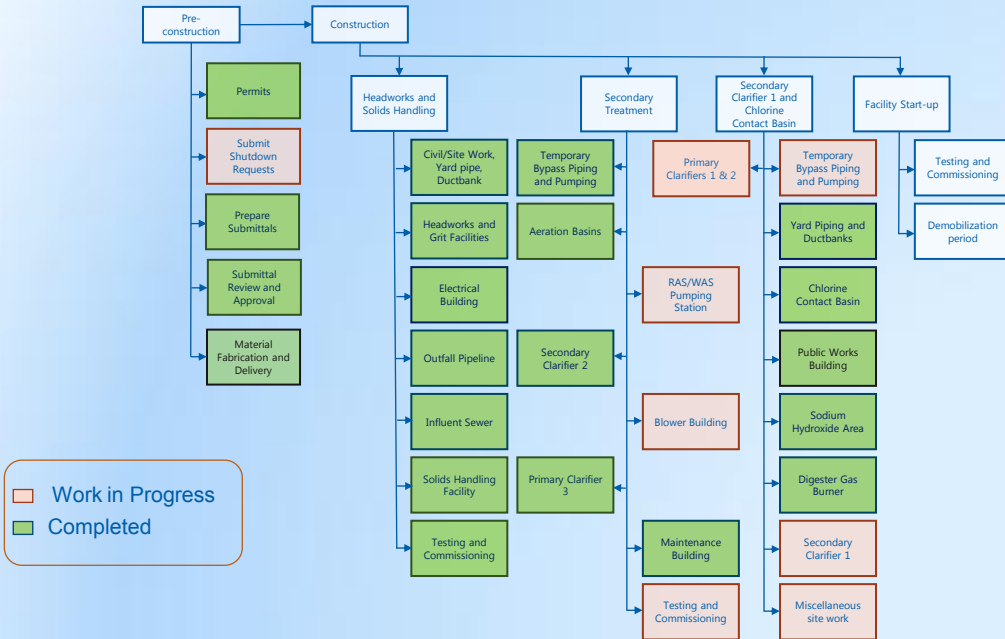 Pre-
construction
Construction
Permits
Submit
Shutdown
Requests
Prepare
Submittals
Submittal
Review and
Approval
Material
Fabrication and
Delivery
Headworks and
Solids Handling
Civil/Site Work,
Yard pipe,
Ductbank
Headworks and
Grit Facilities
Electrical
Building
Outfall Pipeline
Influent Sewer
Solids Handling
Facility
Testing and
Commissioning
Secondary
Treatment
Temporary
Bypass Piping
and Pumping
Aeration Basins
RAS/WAS
Pumping
Station
Secondary
Clarifier 2
Blower Building
Primary Clarifier
3
Maintenance
Building
Testing and
Commissioning
Secondary
Clarifier 1 and
Chlorine
Contact Basin
Primary
Clarifiers 1 & 2
Temporary
Bypass Piping
and Pumping
Yard Piping and
Ductbanks
Chlorine
Contact Basin
Public Works
Building
Sodium
Hydroxide Area
Digester Gas
Burner
Secondary
Clarifier 1
Miscellaneous
site work
Facility Start-up
Testing and
Commissioning
Demobilization
period
Work in Progress
Completed